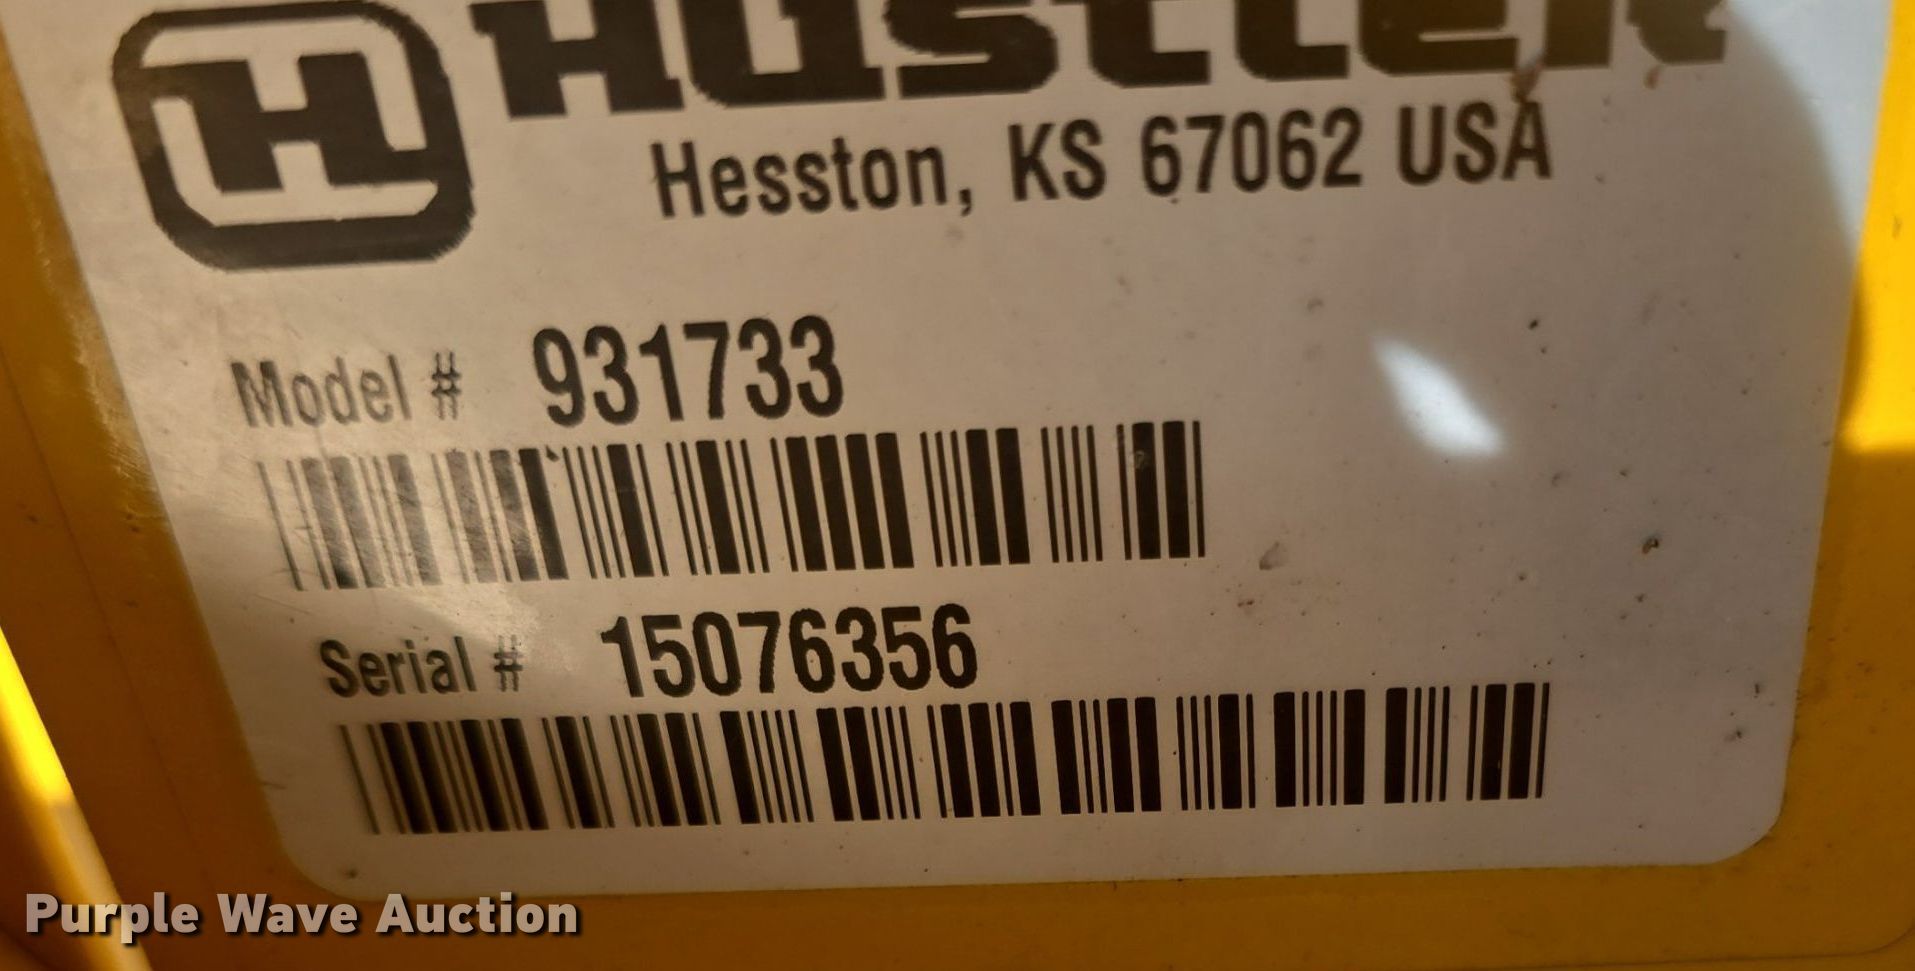 H HUSTLER
Hesston, KS 67062 USA
Model # 931733
Serial # 15076356
Purple Wave Auction